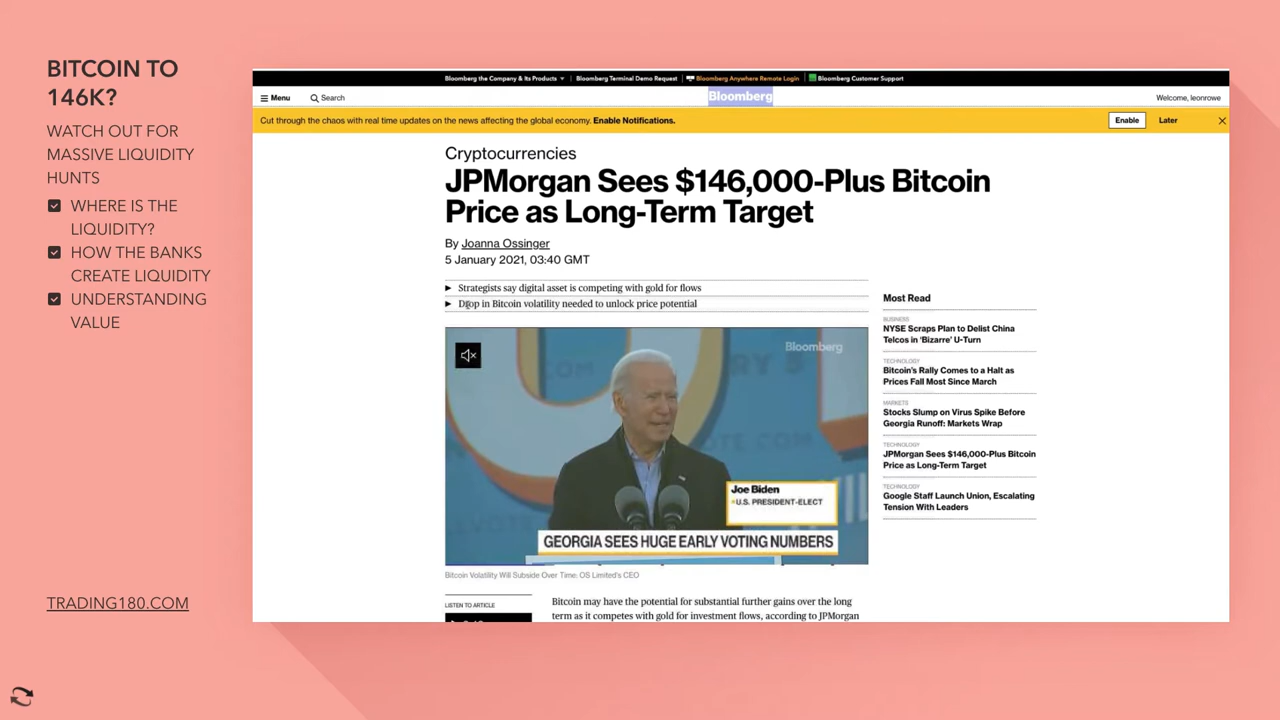 BITCOIN TO
146K?
WATCH OUT FOR
MASSIVE LIQUIDITY
HUNTS
WHERE IS THE
LIQUIDITY?
HOW THE BANKS
CREATE LIQUIDITY
UNDERSTANDING
VALUE
TRADING180.COM
Bloomberg the Company & Its Products
Bloomberg Terminal Demo Request
Bloomberg Anywhere Remote Login
Bloomberg Customer Support
Menu
Search
Bloomberg
Welcome, leonrowe
Cut through the chaos with real time updates on the news affecting the global economy. Enable Notifications.
Enable
Later
Cryptocurrencies
JPMorgan Sees $146,000-Plus Bitcoin
Price as Long-Term Target
By Joanna Ossinger
5 January 2021, 03:40 GMT
Strategists say digital asset is competing with gold for flows
Drop in Bitcoin volatility needed to unlock price potential
Bloomberg
Joe Biden
U.S. PRESIDENT-ELECT
GEORGIA SEES HUGE EARLY VOTING NUMBERS
Bitcoin Volatility Will Subside Over Time: OS Limited's CEO
LISTEN TO ARTICLE
Bitcoin may have the potential for substantial further gains over the long
term as it competes with gold for investment flows, according to JPMorgan
Most Read
BUSINESS
NYSE Scraps Plan to Delist China
Telcos in 'Bizarre' U-Turn
TECHNOLOGY
Bitcoin's Rally Comes to a Halt as
Prices Fall Most Since March
MARKETS
Stocks Slump on Virus Spike Before
Georgia Runoff: Markets Wrap
TECHNOLOGY
JPMorgan Sees $146,000-Plus Bitcoin
Price as Long-Term Target
TECHNOLOGY
Google Staff Launch Union, Escalating
Tension With Leaders